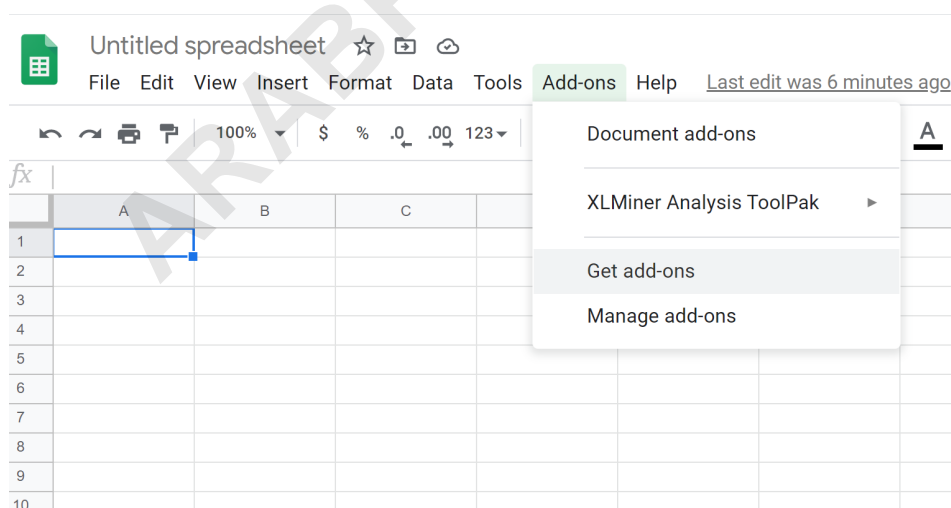 Untitled spreadsheet
File Edit View Insert Format Data Tools Add-ons Help Last edit was 6 minutes ago
100% $ % .0 .00 123 A
Document add-ons
fx
XLMiner Analysis ToolPak
A B C
1
2
Get add-ons
3
Manage add-ons
4
5
6
7
8
9
10